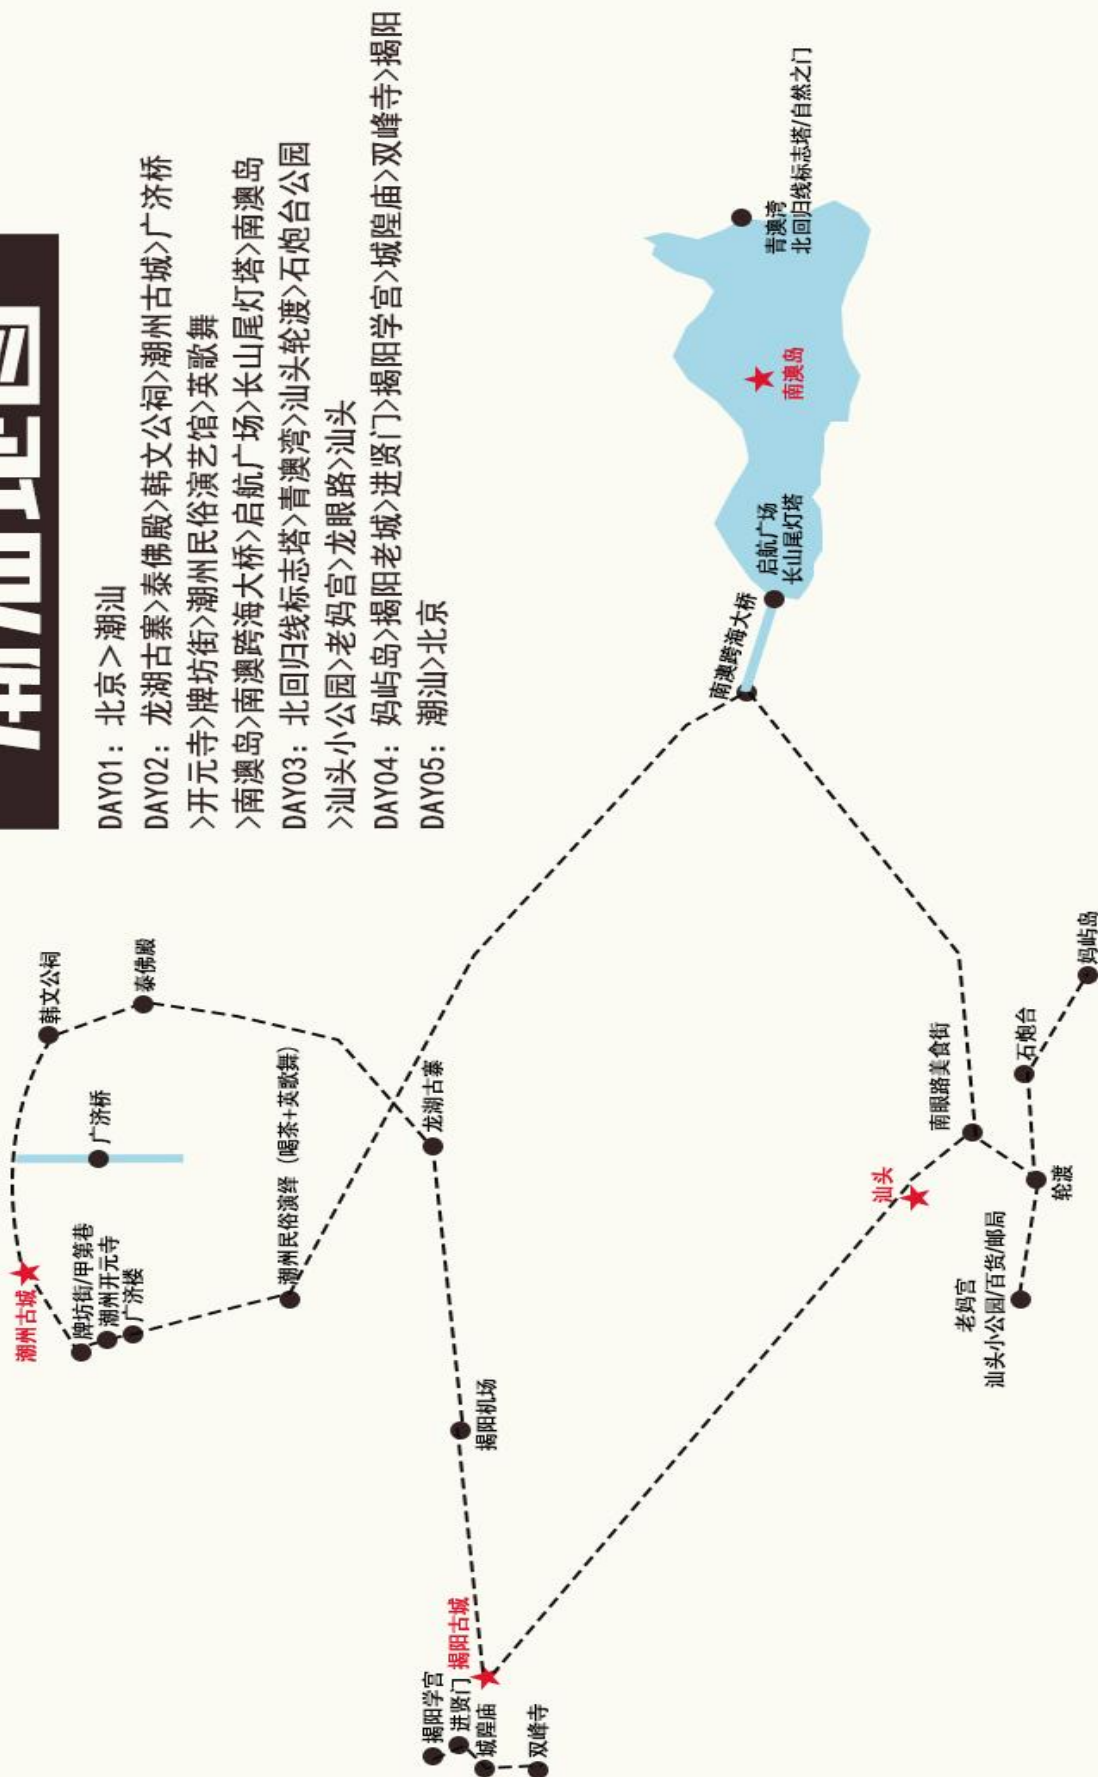 DAY01: 北京>潮汕
DAY02: 龙湖古寨>泰佛殿>韩文公祠>潮州古城>广济桥
>开元寺>牌坊街>潮州民俗演艺馆>英歌舞
>南澳岛>南澳跨海大桥>启航广场>长山尾灯塔>南澳岛
DAY03: 北回归线标志塔>青澳湾>汕头轮渡>石炮台公园
>汕头小公园>老妈宫>龙眼路>汕头
DAY04: 妈屿岛>揭阳老城>进贤门>揭阳学宫>城隍庙>双峰寺>揭阳
DAY05: 潮汕>北京
潮州古城
牌坊街/甲第巷
潮州开元寺
广济楼
广济桥
韩文公祠
泰佛殿
潮州民俗演绎 (喝茶+英歌舞)
龙湖古寨
揭阳机场
揭阳古城
揭阳学宫
进贤门
城隍庙
双峰寺
南澳跨海大桥
启航广场
长山尾灯塔
南澳岛
青澳湾
北回归线标志塔/自然之门
汕头
南眼路美食街
石炮台
妈屿岛
轮渡
老妈宫
汕头小公园/百货/邮局